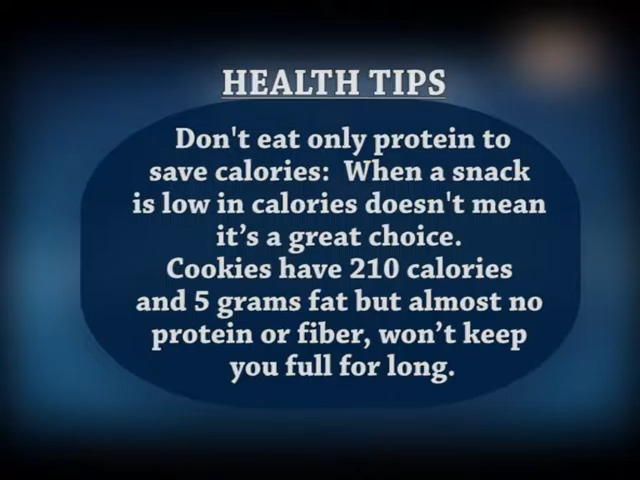 HEALTH TIPS
Don't eat only protein to
save calories:  When a snack
is low in calories doesn't mean
it’s a great choice.
Cookies have 210 calories
and 5 grams fat but almost no
protein or fiber, won’t keep
you full for long.